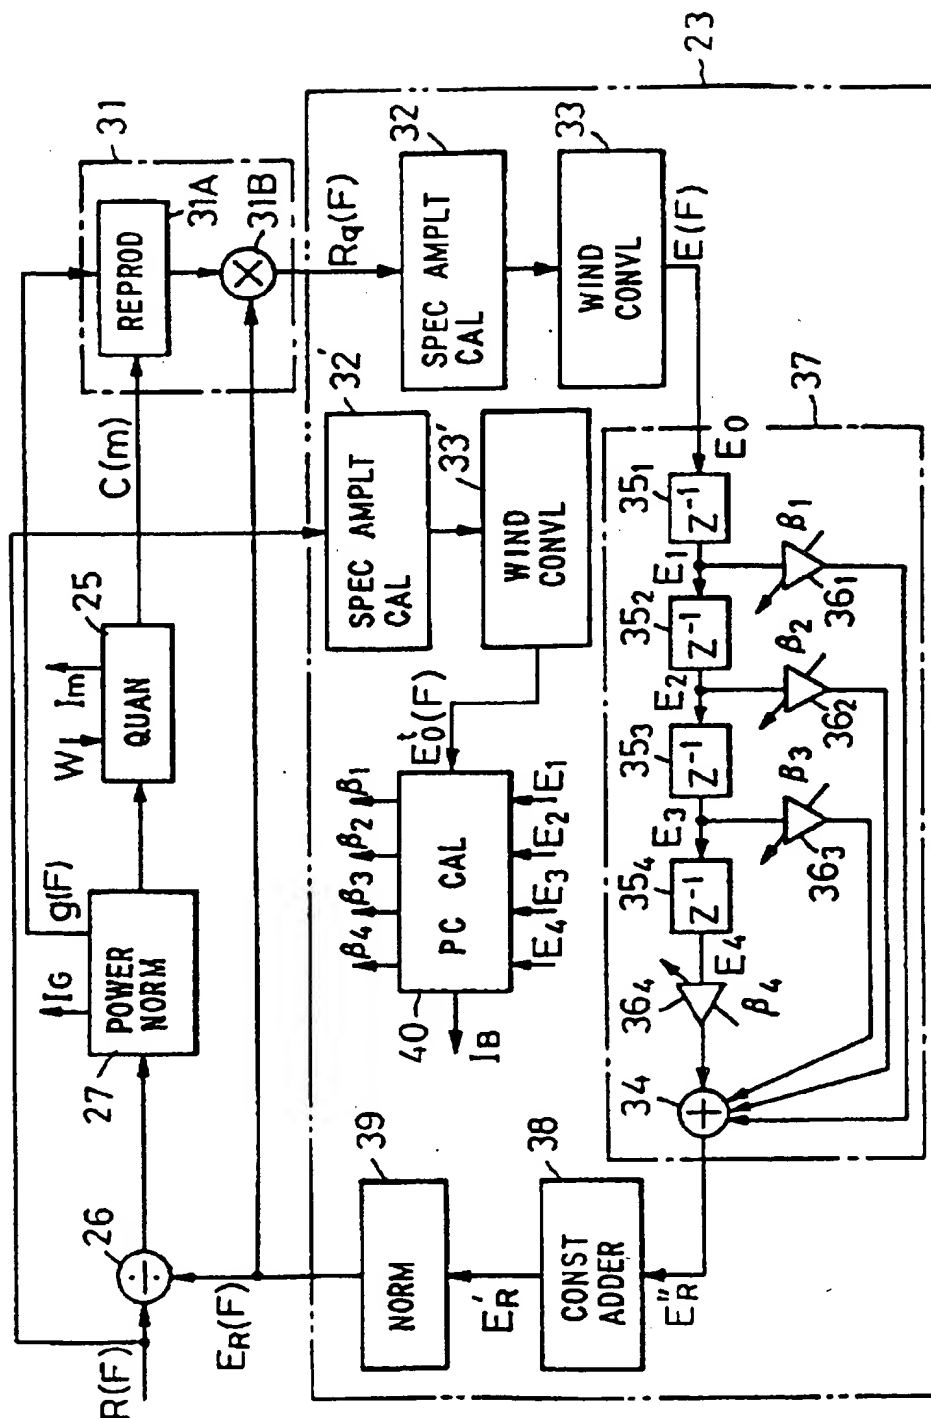 R(F)
26
÷
27
POWER
NORM
IG
g(F)
W
Im
25
QUAN
C(m)
31
REPROD
31A
31B
×
Rq(F)
ER(F)
23
39
NORM
E'R
38
CONST
ADDER
E"R
32'
SPEC AMPLT
CAL
33'
WIND
CONVL
Et0(F)
40
PC CAL
IB
β4 β3 β2 β1
E4 E3 E2 E1
32
SPEC AMPLT
CAL
33
WIND
CONVL
E(F)
37
E0
351
Z-1
E1
352
Z-1
E2
353
Z-1
E3
354
Z-1
E4
β1
361
β2
362
β3
363
β4
364
34
+